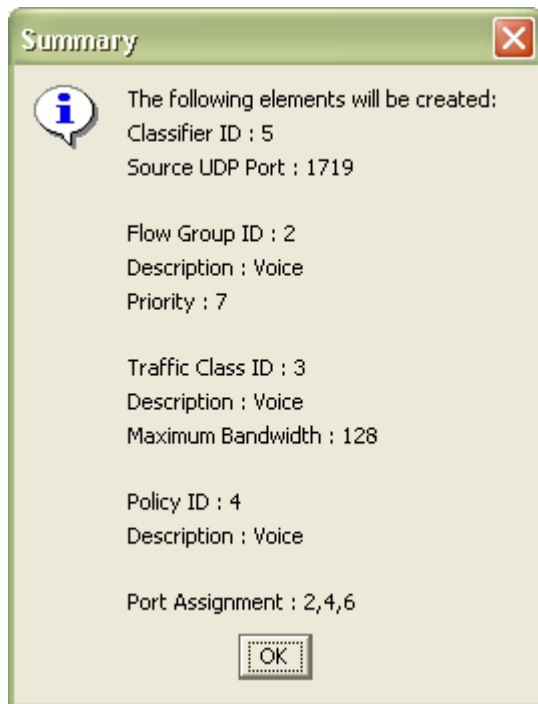 Summary
The following elements will be created:
Classifier ID : 5
Source UDP Port : 1719
Flow Group ID : 2
Description : Voice
Priority : 7
Traffic Class ID : 3
Description : Voice
Maximum Bandwidth : 128
Policy ID : 4
Description : Voice
Port Assignment : 2,4,6
OK